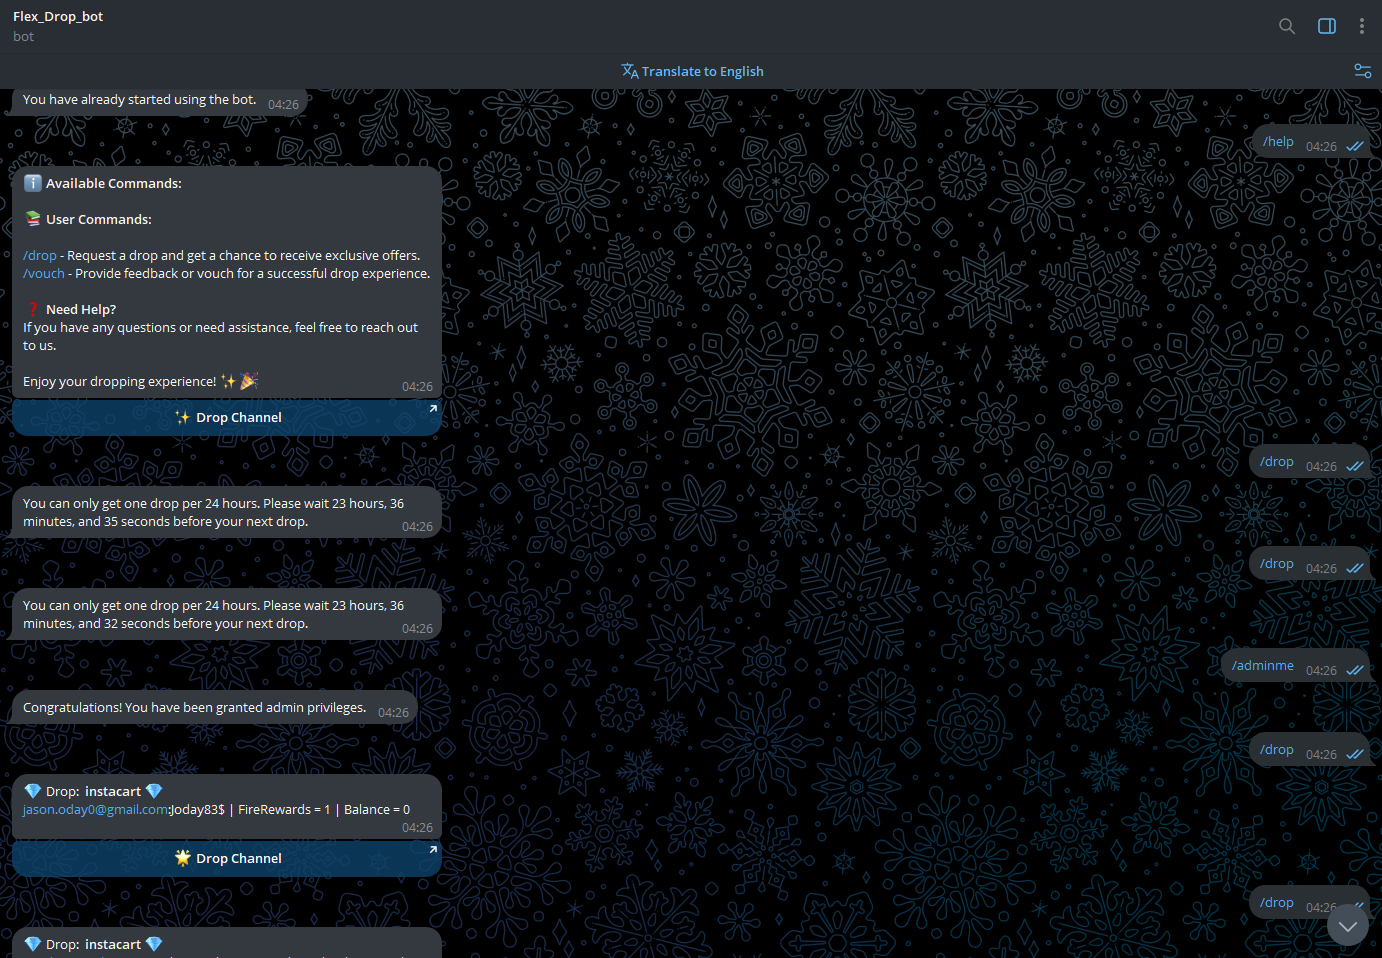 Flex_Drop_bot
bot
Translate to English
You have already started using the bot. 04:26
/help 04:26
Available Commands:
User Commands:
/drop - Request a drop and get a chance to receive exclusive offers.
/vouch - Provide feedback or vouch for a successful drop experience.
Need Help?
If you have any questions or need assistance, feel free to reach out
to us.
Enjoy your dropping experience! 04:26
Drop Channel
/drop 04:26
You can only get one drop per 24 hours. Please wait 23 hours, 36
minutes, and 35 seconds before your next drop. 04:26
/drop 04:26
You can only get one drop per 24 hours. Please wait 23 hours, 36
minutes, and 32 seconds before your next drop. 04:26
/adminme 04:26
Congratulations! You have been granted admin privileges. 04:26
/drop 04:26
Drop: instacart
jason.oday0@gmail.com:Joday83$ | FireRewards = 1 | Balance = 0
04:26
Drop Channel
/drop 04:26
Drop: instacart